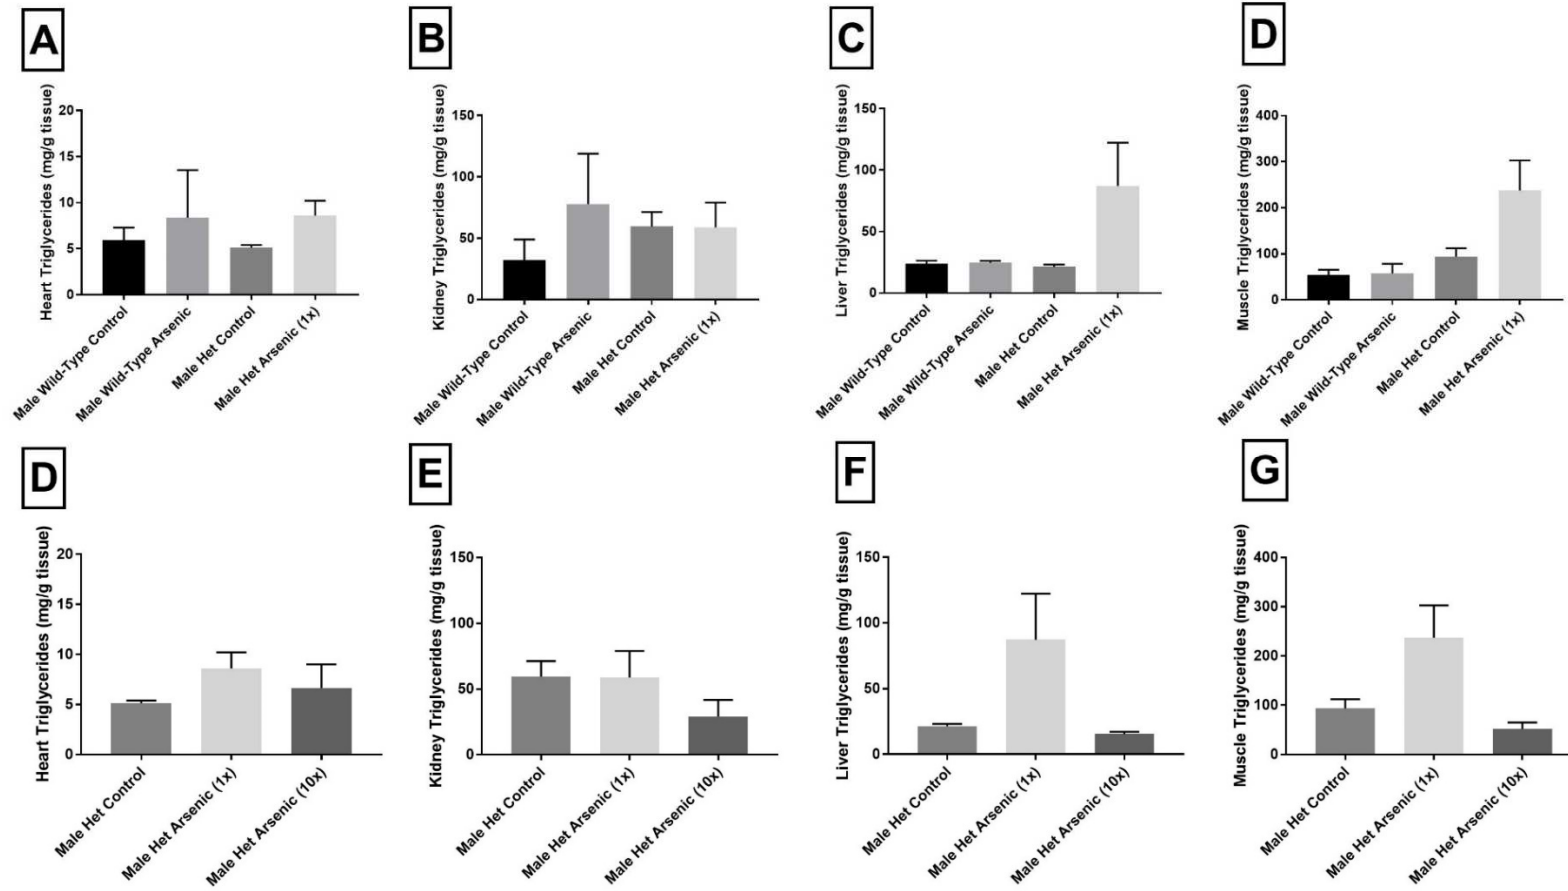 A
Heart Triglycerides (mg/g tissue)
20
15
10
5
0
Male Wild-Type Control
Male Wild-Type Arsenic
Male Het Control
Male Het Arsenic (1x)
B
Kidney Triglycerides (mg/g tissue)
150
100
50
0
Male Wild-Type Control
Male Wild-Type Arsenic
Male Het Control
Male Het Arsenic (1x)
C
Liver Triglycerides (mg/g tissue)
150
100
50
0
Male Wild-Type Control
Male Wild-Type Arsenic
Male Het Control
Male Het Arsenic (1x)
D
Muscle Triglycerides (mg/g tissue)
400
300
200
100
0
Male Wild-Type Control
Male Wild-Type Arsenic
Male Het Control
Male Het Arsenic (1x)
D
Heart Triglycerides (mg/g tissue)
20
15
10
5
0
Male Het Control
Male Het Arsenic (1x)
Male Het Arsenic (10x)
E
Kidney Triglycerides (mg/g tissue)
150
100
50
0
Male Het Control
Male Het Arsenic (1x)
Male Het Arsenic (10x)
F
Liver Triglycerides (mg/g tissue)
150
100
50
0
Male Het Control
Male Het Arsenic (1x)
Male Het Arsenic (10x)
G
Muscle Triglycerides (mg/g tissue)
400
300
200
100
0
Male Het Control
Male Het Arsenic (1x)
Male Het Arsenic (10x)